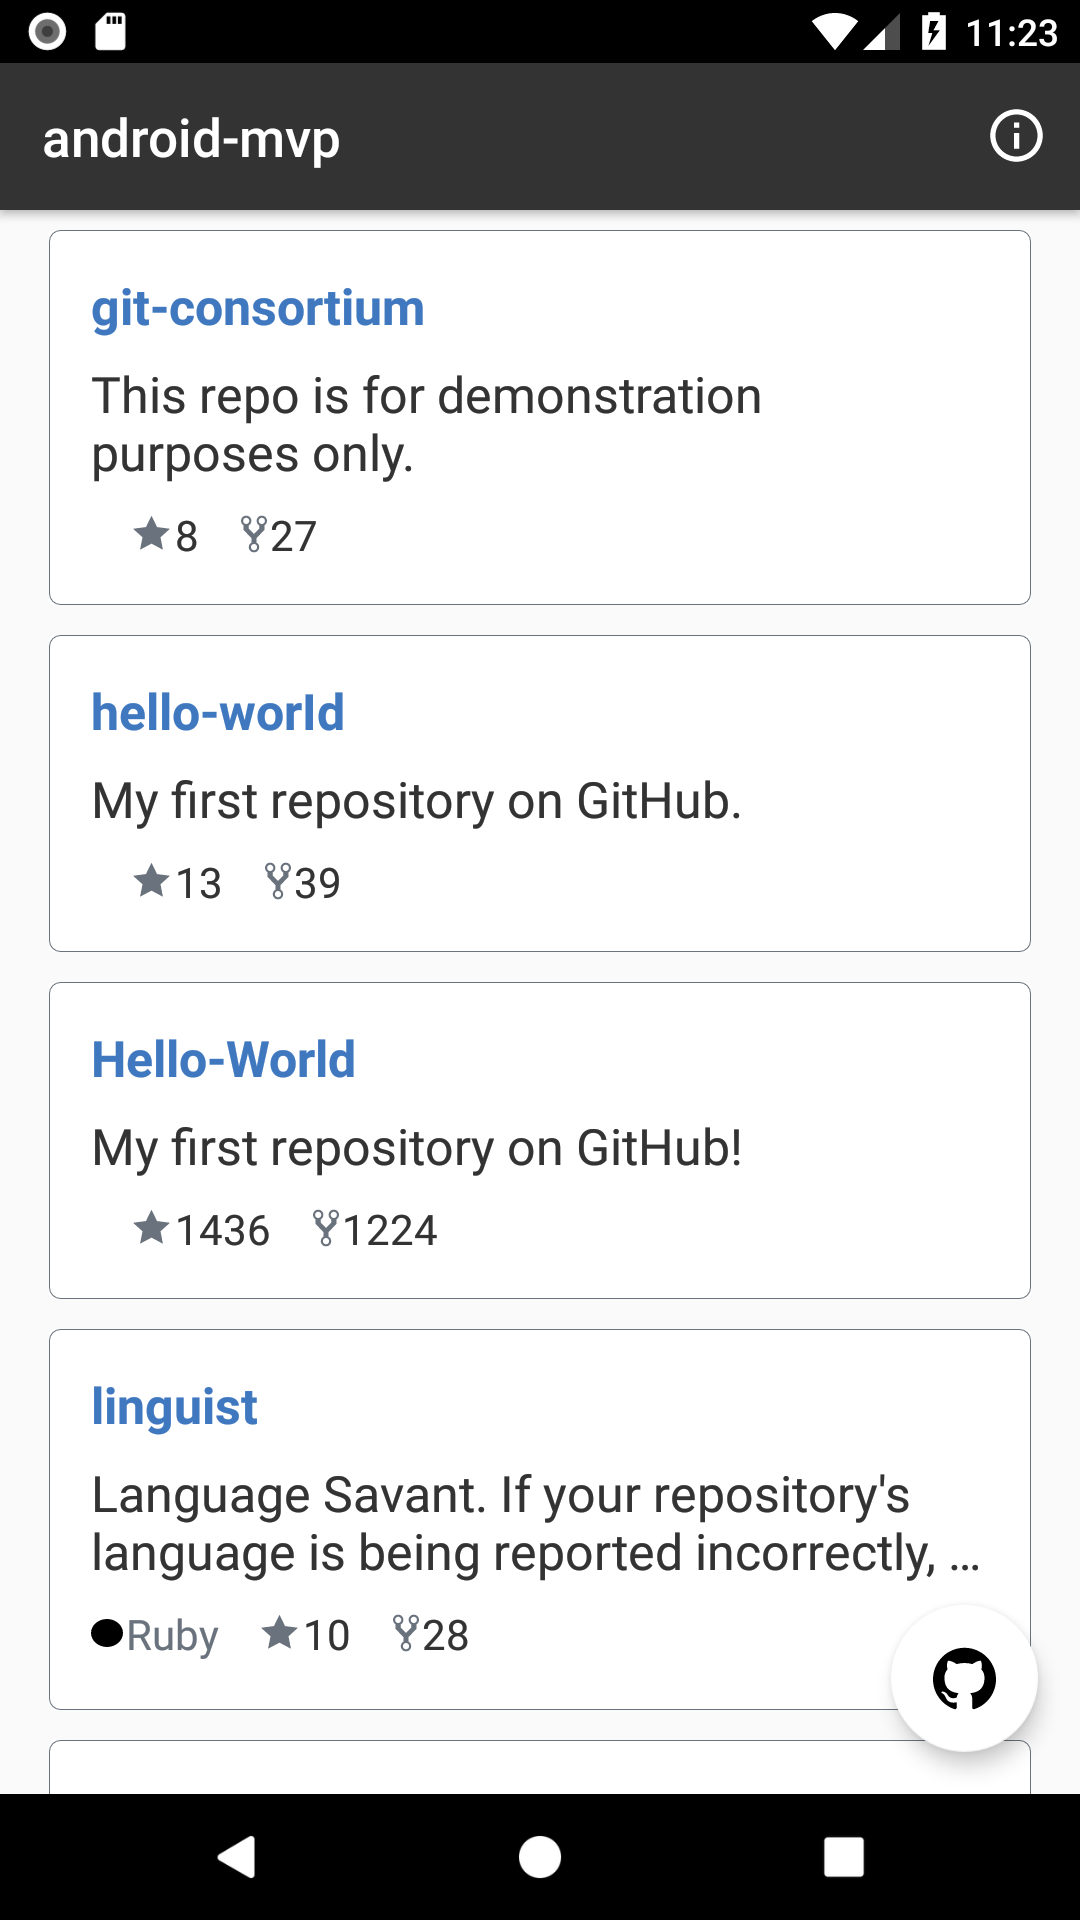 11:23
android-mvp
git-consortium
This repo is for demonstration
purposes only.
8 27
hello-world
My first repository on GitHub.
13 39
Hello-World
My first repository on GitHub!
1436 1224
linguist
Language Savant. If your repository's
language is being reported incorrectly, …
Ruby 10 28